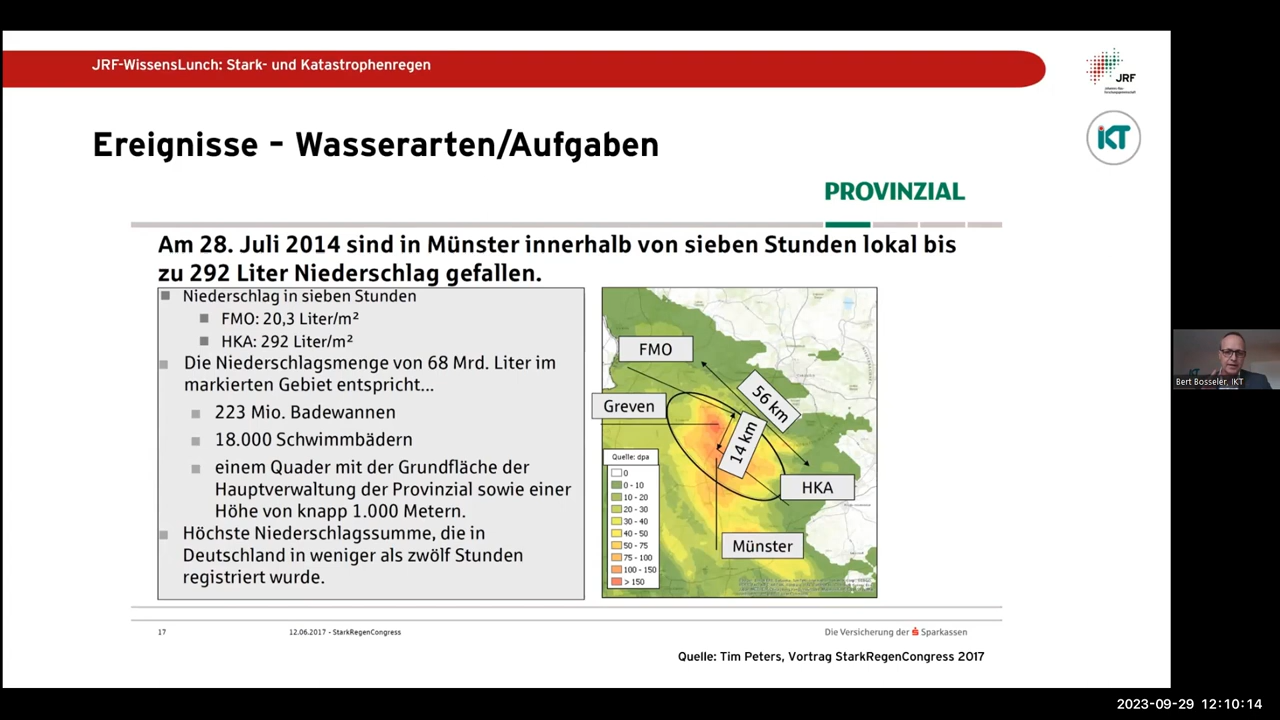 JRF-WissensLunch: Stark- und Katastrophenregen
JRF
iKT
Ereignisse – Wasserarten/Aufgaben
PROVINZIAL
Am 28. Juli 2014 sind in Münster innerhalb von sieben Stunden lokal bis
zu 292 Liter Niederschlag gefallen.
Niederschlag in sieben Stunden
FMO: 20,3 Liter/m²
HKA: 292 Liter/m²
Die Niederschlagsmenge von 68 Mrd. Liter im
markierten Gebiet entspricht...
223 Mio. Badewannen
18.000 Schwimmbädern
einem Quader mit der Grundfläche der
Hauptverwaltung der Provinzial sowie einer
Höhe von knapp 1.000 Metern.
Höchste Niederschlagssumme, die in
Deutschland in weniger als zwölf Stunden
registriert wurde.
FMO
56 km
Greven
14 km
HKA
Münster
Quelle: dpa
0
0 - 10
10 - 20
20 - 30
30 - 40
40 - 50
50 - 75
75 - 100
100 - 150
> 150
17
12.06.2017 - StarkRegenCongress
Die Versicherung der Sparkassen
Quelle: Tim Peters, Vortrag StarkRegenCongress 2017
Bert Bosseler, IKT
2023-09-29 12:10:14